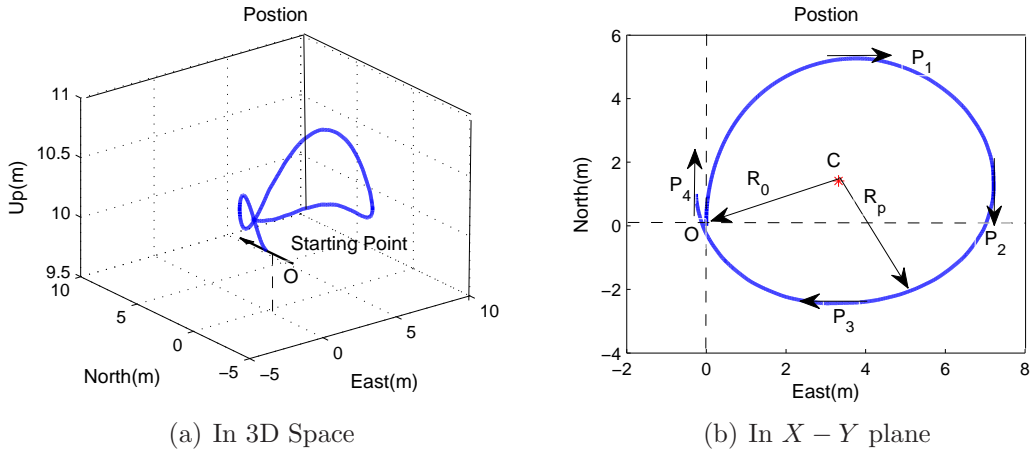 Postion
11
10.5
10
9.5
Up(m)
10
5
0
−5
North(m)
−5
0
5
10
East(m)
Starting Point
O
(a) In 3D Space
Postion
6
4
2
0
−2
−4
North(m)
−2
0
2
4
6
8
East(m)
P1
C
R0
Rp
P4
O
P2
P3
(b) In X − Y plane